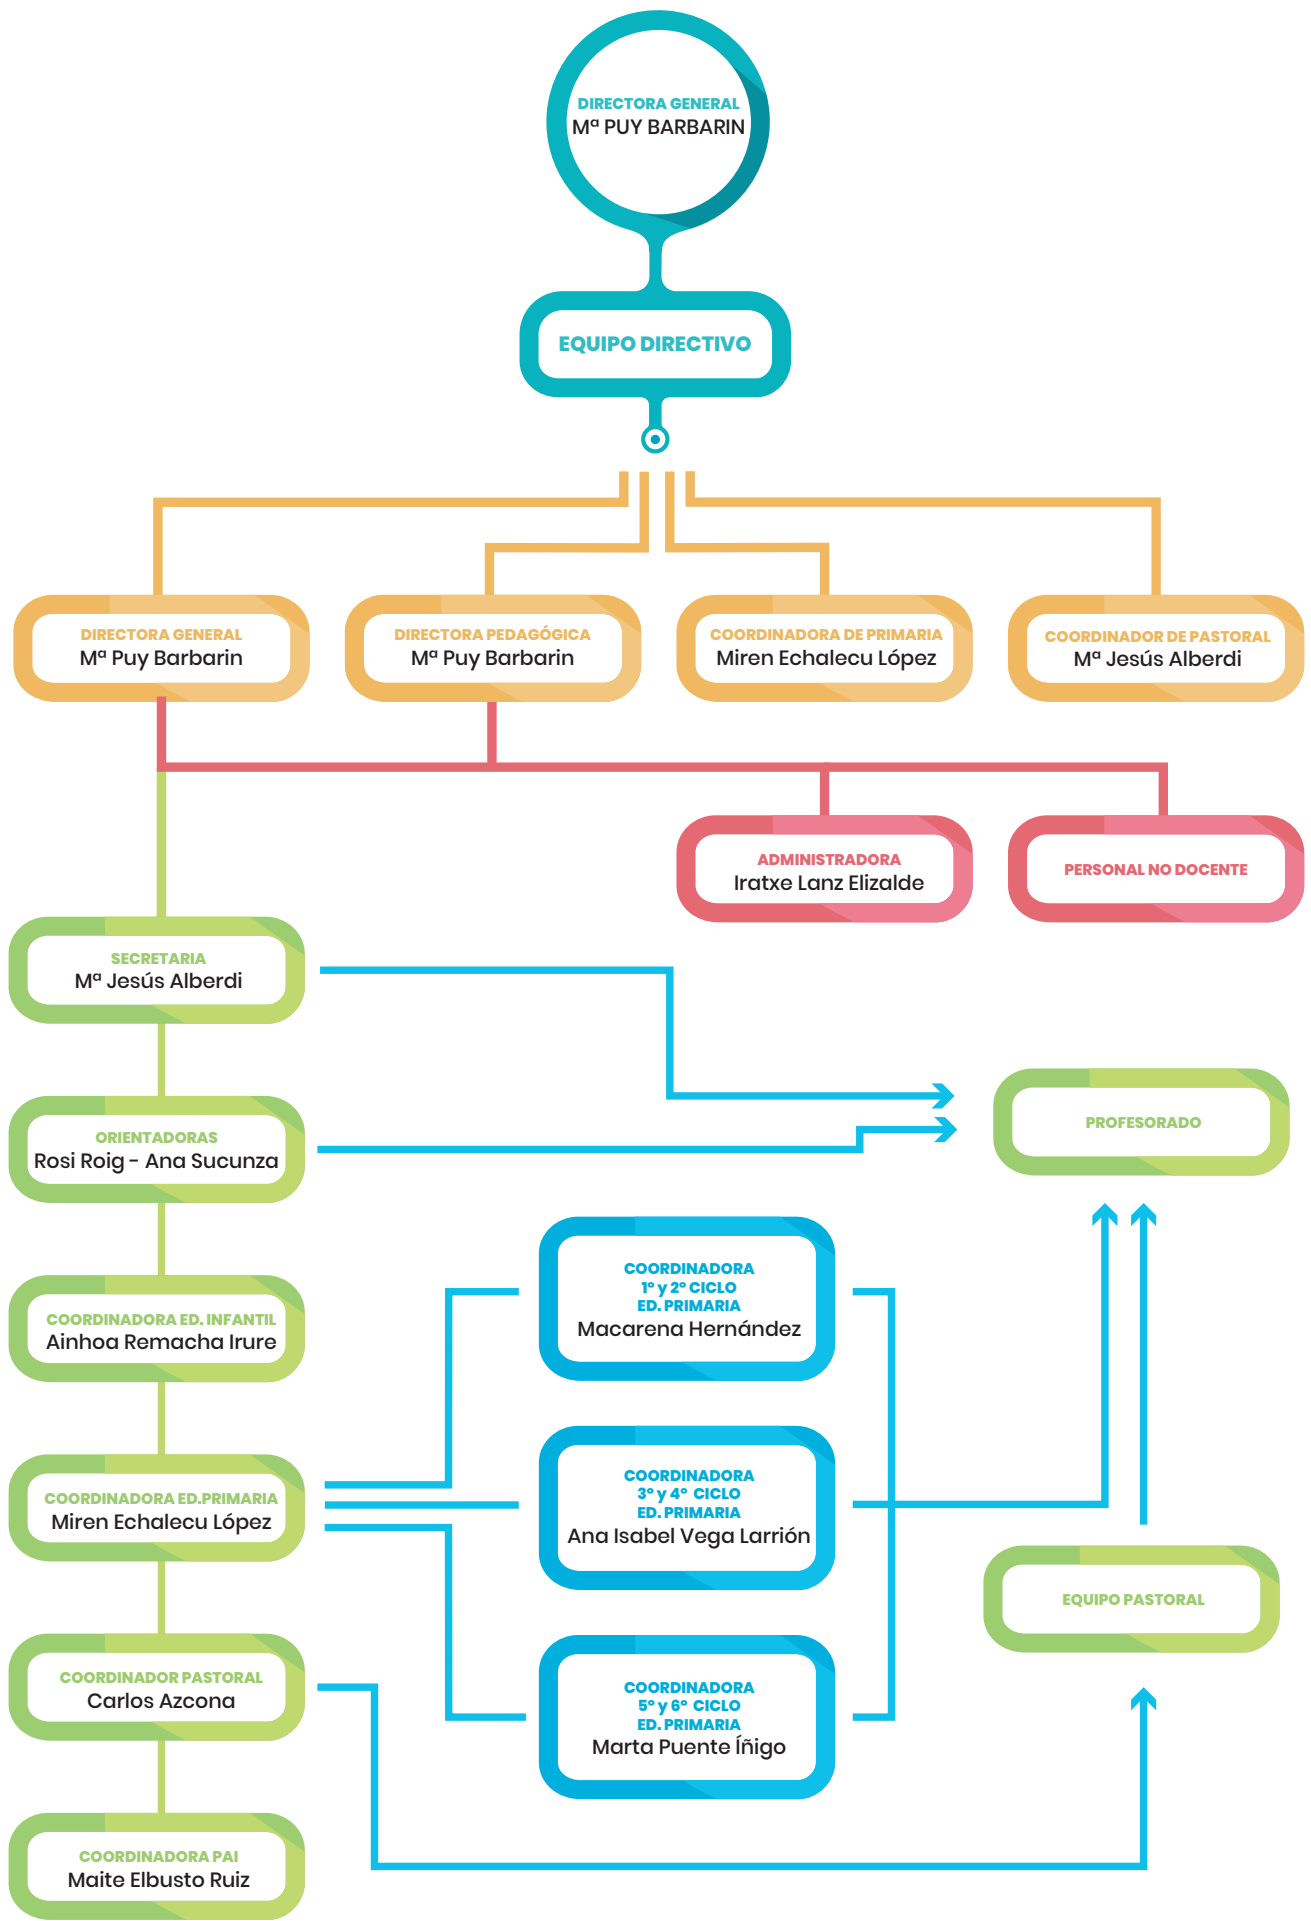 DIRECTORA GENERAL
Mª PUY BARBARIN
EQUIPO DIRECTIVO
DIRECTORA GENERAL
Mª Puy Barbarin
DIRECTORA PEDAGÓGICA
Mª Puy Barbarin
COORDINADORA DE PRIMARIA
Miren Echalecu López
COORDINADOR DE PASTORAL
Mª Jesús Alberdi
ADMINISTRADORA
Iratxe Lanz Elizalde
PERSONAL NO DOCENTE
SECRETARIA
Mª Jesús Alberdi
ORIENTADORAS
Rosi Roig - Ana Sucunza
PROFESORADO
COORDINADORA ED. INFANTIL
Ainhoa Remacha Irure
COORDINADORA
1º y 2º CICLO
ED. PRIMARIA
Macarena Hernández
COORDINADORA ED.PRIMARIA
Miren Echalecu López
COORDINADORA
3º y 4º CICLO
ED. PRIMARIA
Ana Isabel Vega Larrión
EQUIPO PASTORAL
COORDINADOR PASTORAL
Carlos Azcona
COORDINADORA
5º y 6º CICLO
ED. PRIMARIA
Marta Puente Íñigo
COORDINADORA PAI
Maite Elbusto Ruiz